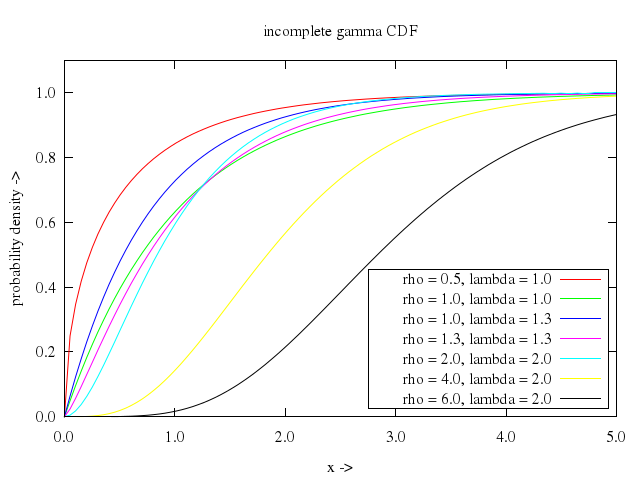 incomplete gamma CDF
probability density ->
1.0
0.8
0.6
0.4
0.2
0.0
0.0 1.0 2.0 3.0 4.0 5.0
x ->
rho = 0.5, lambda = 1.0
rho = 1.0, lambda = 1.0
rho = 1.0, lambda = 1.3
rho = 1.3, lambda = 1.3
rho = 2.0, lambda = 2.0
rho = 4.0, lambda = 2.0
rho = 6.0, lambda = 2.0